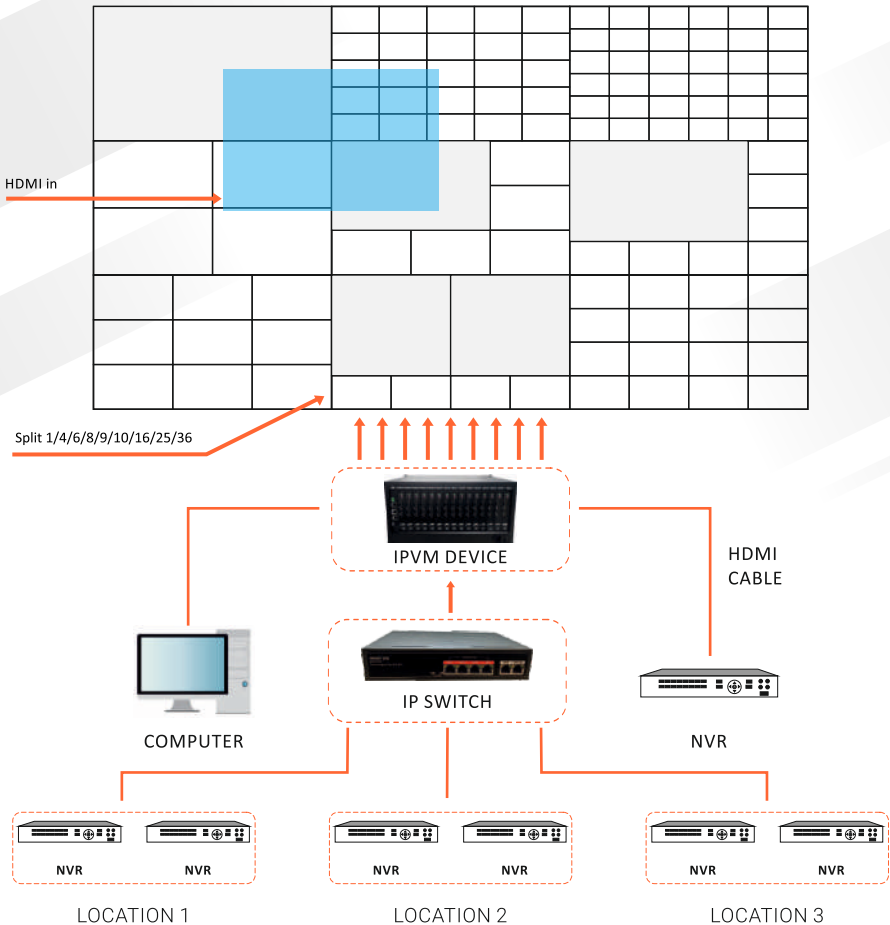 HDMI in
Split 1/4/6/8/9/10/16/25/36
IPVM DEVICE
HDMI
CABLE
IP SWITCH
COMPUTER
NVR
NVR
NVR
NVR
NVR
NVR
NVR
LOCATION 1
LOCATION 2
LOCATION 3